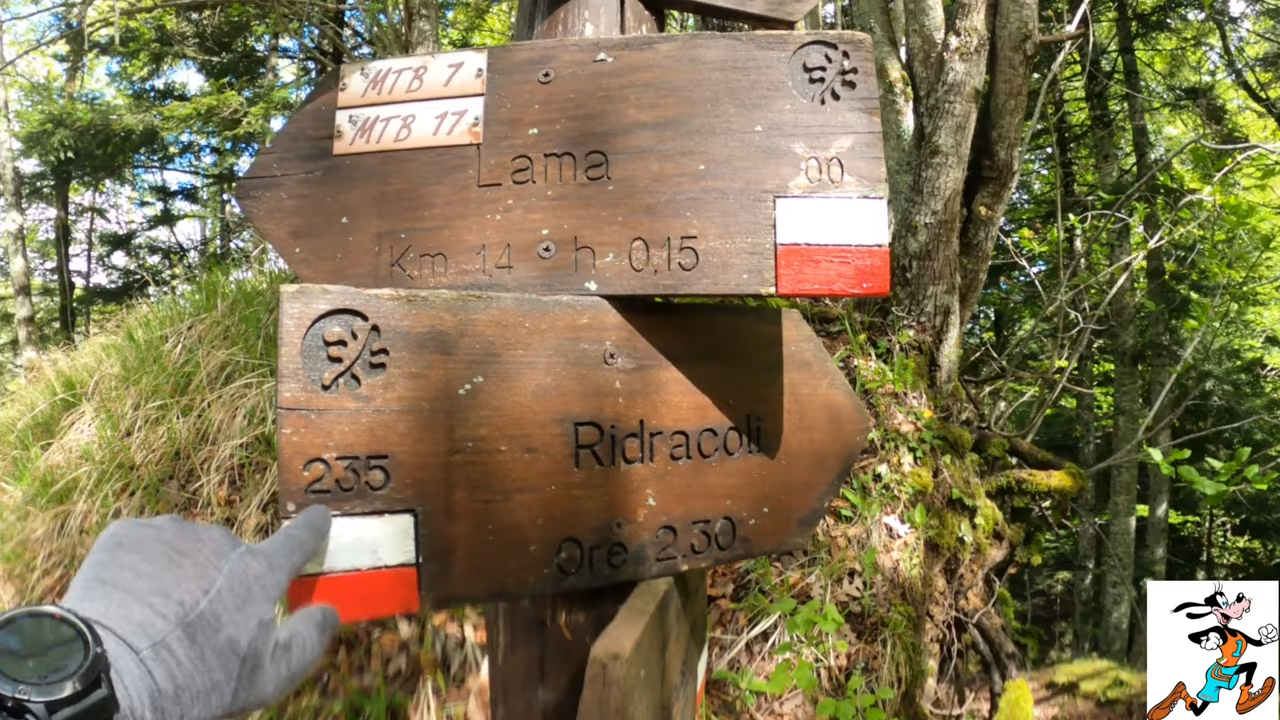 MTB 7
MTB 17
Lama
00
Km 1,4 h 0,15
235
Ridracoli
Ore 2.30